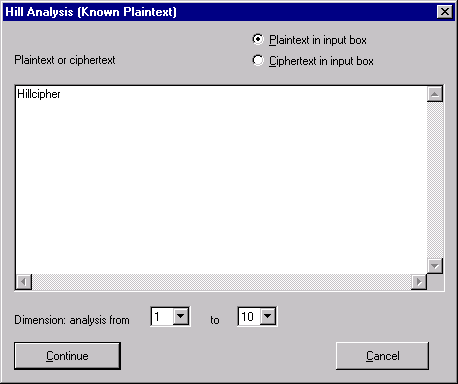 Hill Analysis (Known Plaintext)
Plaintext in input box
Plaintext or ciphertext
Ciphertext in input box
Hillcipher
Dimension: analysis from 1 to 10
Continue Cancel